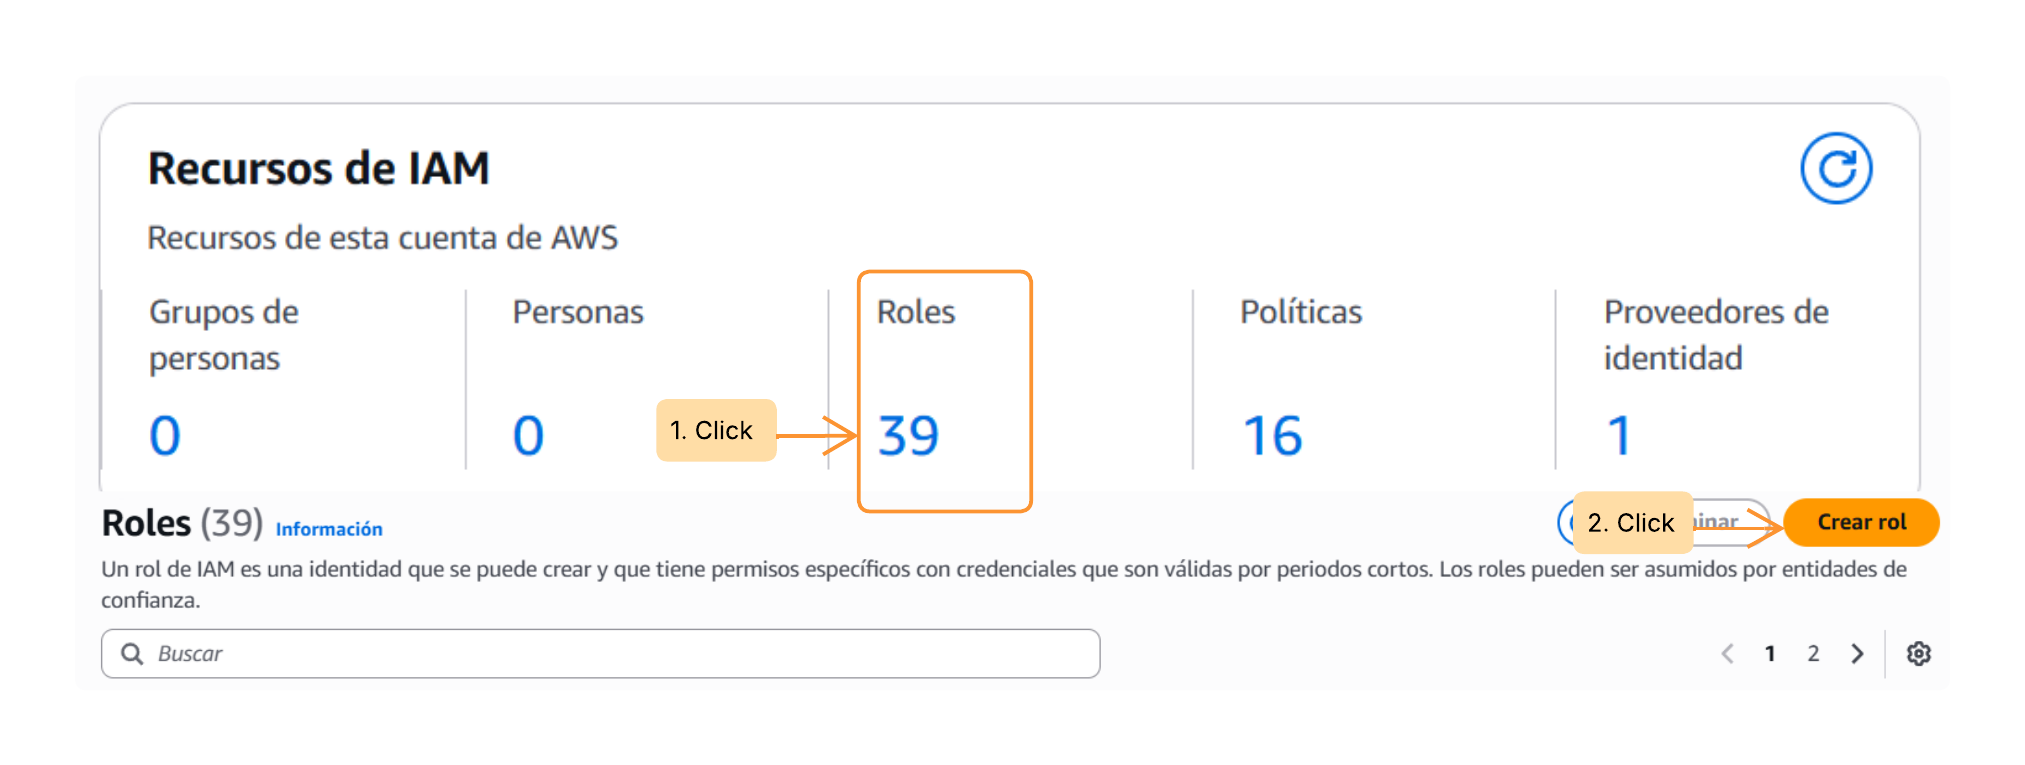 Recursos de IAM
Recursos de esta cuenta de AWS
Grupos de
personas
0
Personas
0
1. Click
Roles
39
Políticas
16
Proveedores de
identidad
1
Roles (39) Información
2. Click
Crear rol
Un rol de IAM es una identidad que se puede crear y que tiene permisos específicos con credenciales que son válidas por periodos cortos. Los roles pueden ser asumidos por entidades de
confianza.
Buscar
1 2